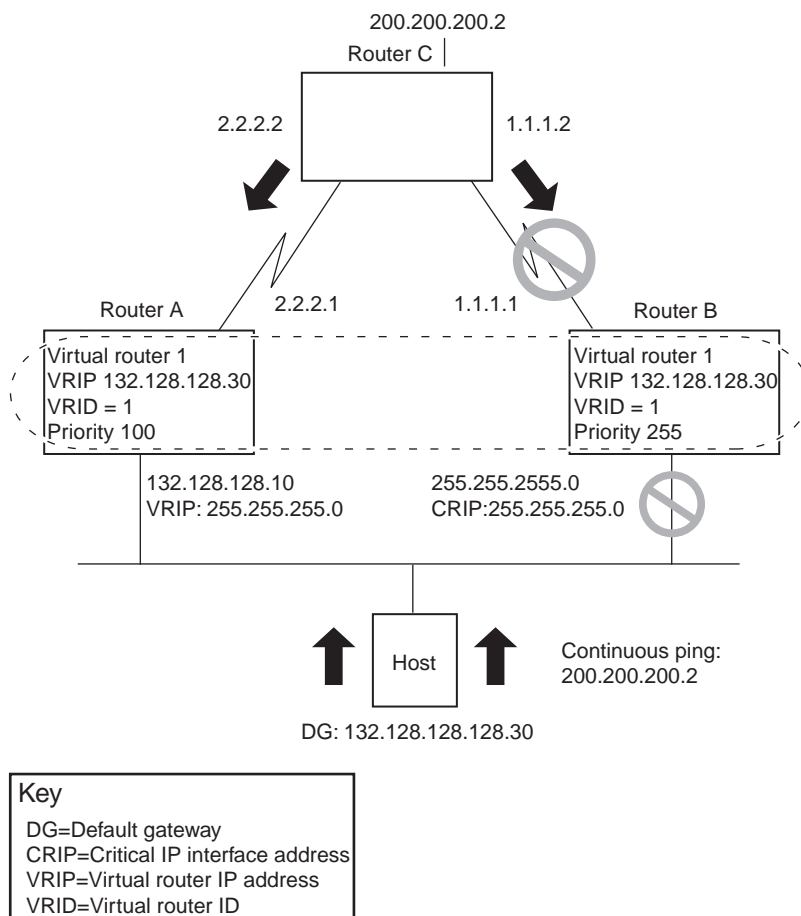 200.200.200.2
Router C
2.2.2.2
1.1.1.2
2.2.2.1
1.1.1.1
Router A
Router B
Virtual router 1
VRIP 132.128.128.30
VRID = 1
Priority 100
Virtual router 1
VRIP 132.128.128.30
VRID = 1
Priority 255
132.128.128.10
VRIP: 255.255.255.0
255.255.2555.0
CRIP:255.255.255.0
Host
Continuous ping:
200.200.200.2
DG: 132.128.128.128.30
Key
DG=Default gateway
CRIP=Critical IP interface address
VRIP=Virtual router IP address
VRID=Virtual router ID